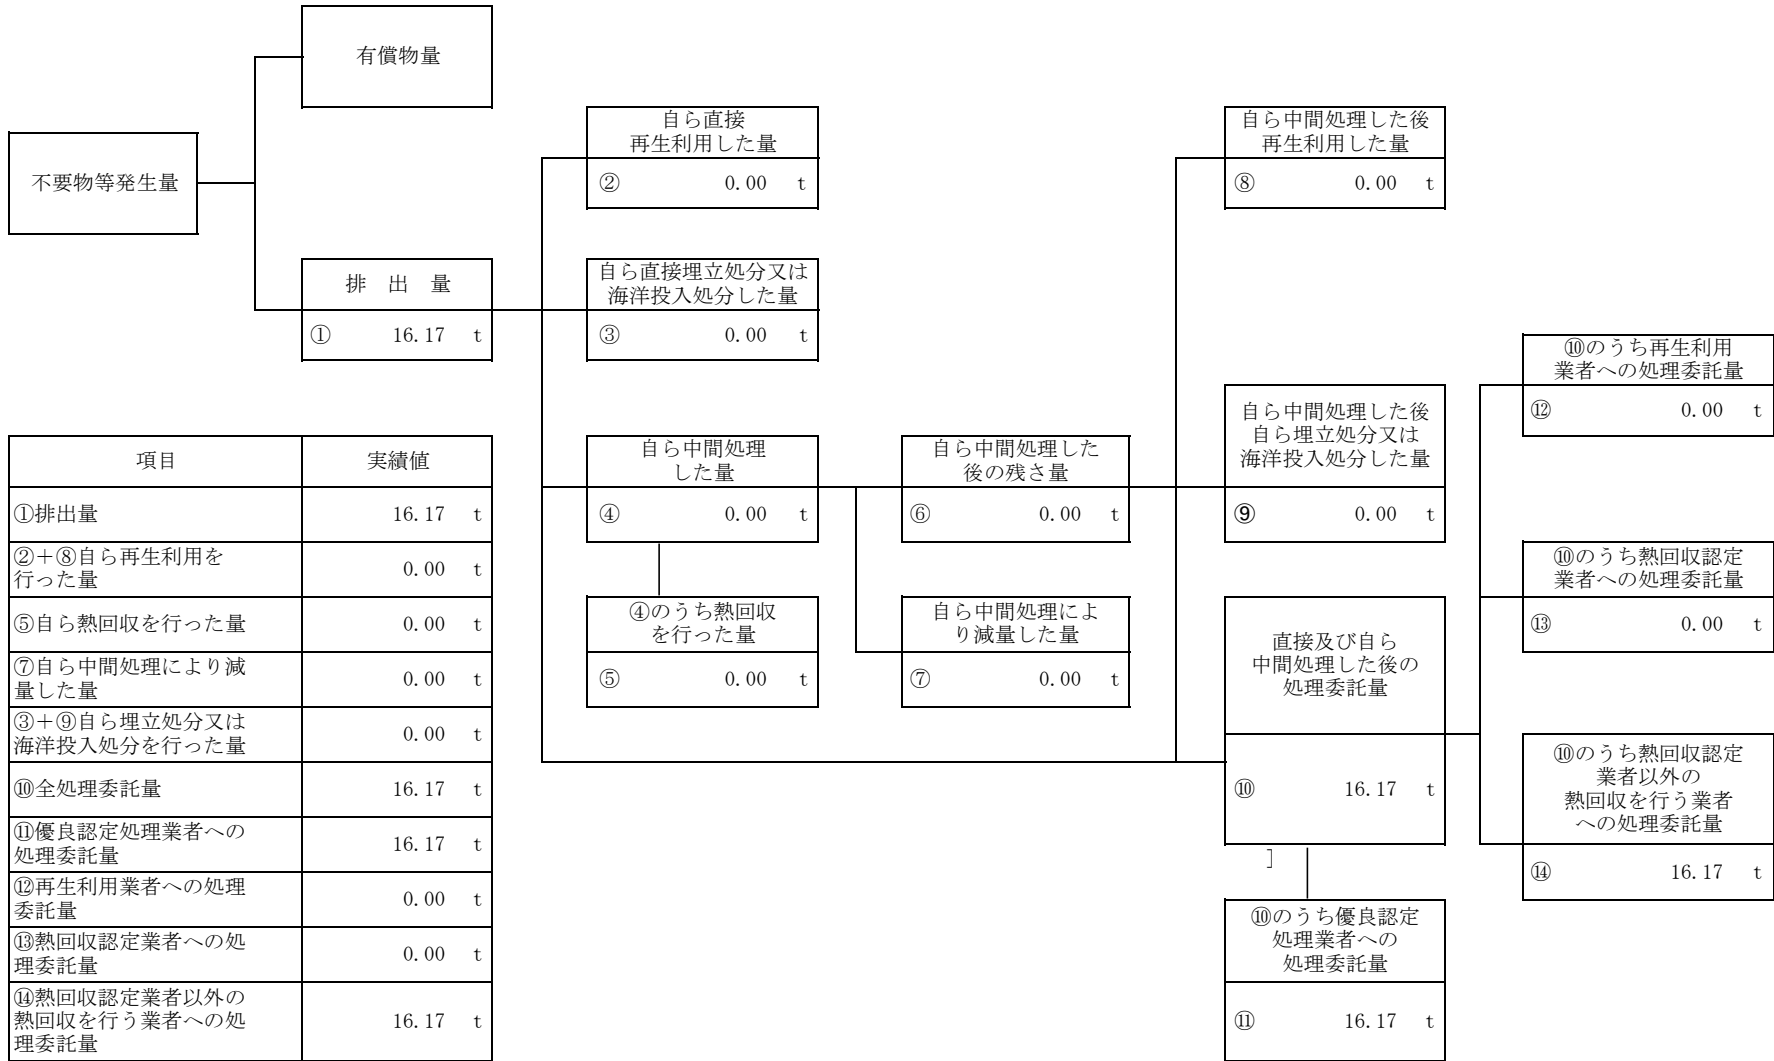 有償物量
不要物等発生量
排　出　量
① 16.17 t
自ら直接
再生利用した量
② 0.00 t
自ら直接埋立処分又は
海洋投入処分した量
③ 0.00 t
自ら中間処理
した量
④ 0.00 t
④のうち熱回収
を行った量
⑤ 0.00 t
自ら中間処理した
後の残さ量
⑥ 0.00 t
自ら中間処理によ
り減量した量
⑦ 0.00 t
自ら中間処理した後
再生利用した量
⑧ 0.00 t
自ら中間処理した後
自ら埋立処分又は
海洋投入処分した量
⑨ 0.00 t
直接及び自ら
中間処理した後の
処理委託量
⑩ 16.17 t
]
⑩のうち優良認定
処理業者への
処理委託量
⑪ 16.17 t
⑩のうち再生利用
業者への処理委託量
⑫ 0.00 t
⑩のうち熱回収認定
業者への処理委託量
⑬ 0.00 t
⑩のうち熱回収認定
業者以外の
熱回収を行う業者
への処理委託量
⑭ 16.17 t
項目 実績値
①排出量 16.17 t
②＋⑧自ら再生利用を
行った量 0.00 t
⑤自ら熱回収を行った量 0.00 t
⑦自ら中間処理により減
量した量 0.00 t
③＋⑨自ら埋立処分又は
海洋投入処分を行った量 0.00 t
⑩全処理委託量 16.17 t
⑪優良認定処理業者への
処理委託量 16.17 t
⑫再生利用業者への処理
委託量 0.00 t
⑬熱回収認定業者への処
理委託量 0.00 t
⑭熱回収認定業者以外の
熱回収を行う業者への処
理委託量 16.17 t